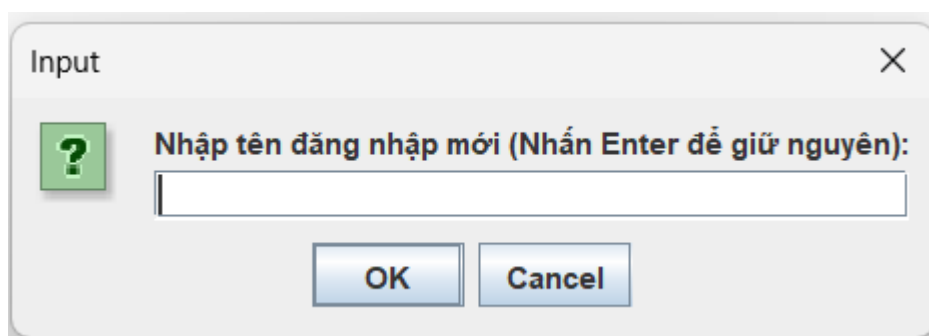 Input
Nhập tên đăng nhập mới (Nhấn Enter để giữ nguyên):
OK
Cancel